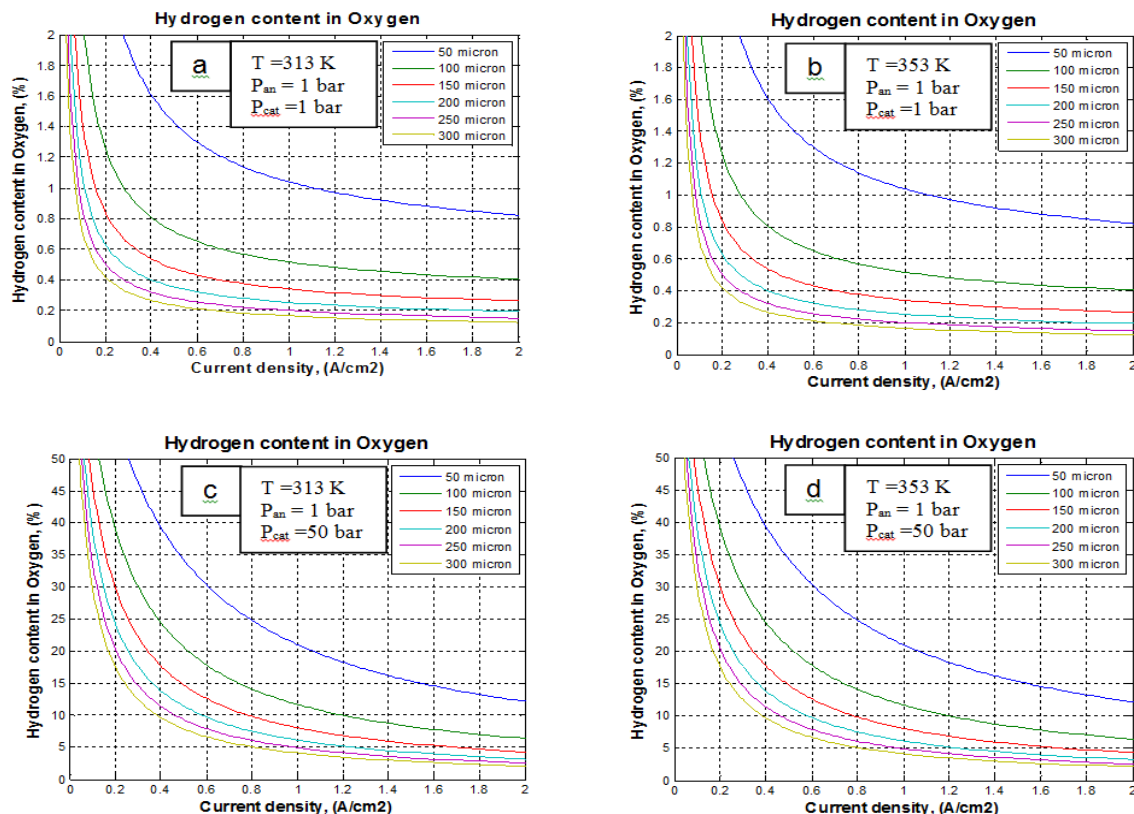 Hydrogen content in Oxygen
Hydrogen content in Oxygen, (%)
2
1.8
1.6
1.4
1.2
1
0.8
0.6
0.4
0.2
0
a
T =313 K
Pan = 1 bar
Pcat =1 bar
50 micron
100 micron
150 micron
200 micron
250 micron
300 micron
0 0.2 0.4 0.6 0.8 1 1.2 1.4 1.6 1.8 2
Current density, (A/cm2)
Hydrogen content in Oxygen
Hydrogen content in Oxygen, (%)
2
1.8
1.6
1.4
1.2
1
0.8
0.6
0.4
0.2
0
b
T =353 K
Pan = 1 bar
Pcat =1 bar
50 micron
100 micron
150 micron
200 micron
250 micron
300 micron
0 0.2 0.4 0.6 0.8 1 1.2 1.4 1.6 1.8 2
Current density, (A/cm2)
Hydrogen content in Oxygen
Hydrogen content in Oxygen, (%)
50
45
40
35
30
25
20
15
10
5
0
c
T =313 K
Pan = 1 bar
Pcat =50 bar
50 micron
100 micron
150 micron
200 micron
250 micron
300 micron
0 0.2 0.4 0.6 0.8 1 1.2 1.4 1.6 1.8 2
Current density, (A/cm2)
Hydrogen content in Oxygen
Hydrogen content in Oxygen, (%)
50
45
40
35
30
25
20
15
10
5
0
d
T =353 K
Pan = 1 bar
Pcat =50 bar
50 micron
100 micron
150 micron
200 micron
250 micron
300 micron
0 0.2 0.4 0.6 0.8 1 1.2 1.4 1.6 1.8 2
Current density, (A/cm2)